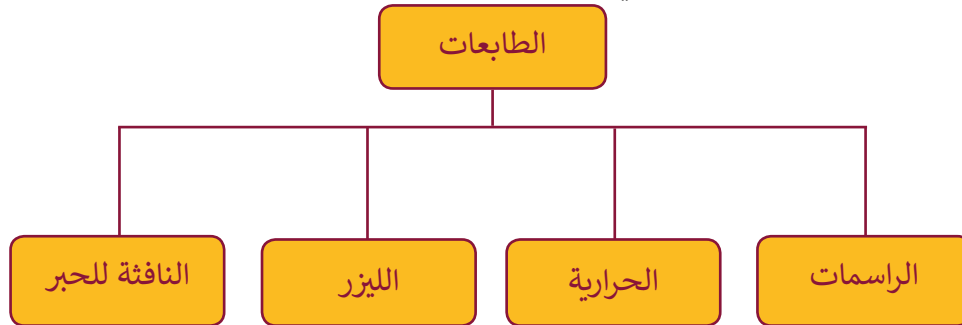 الطابعات
الراسمات
الحرارية
الليزر
النافثة للحبر